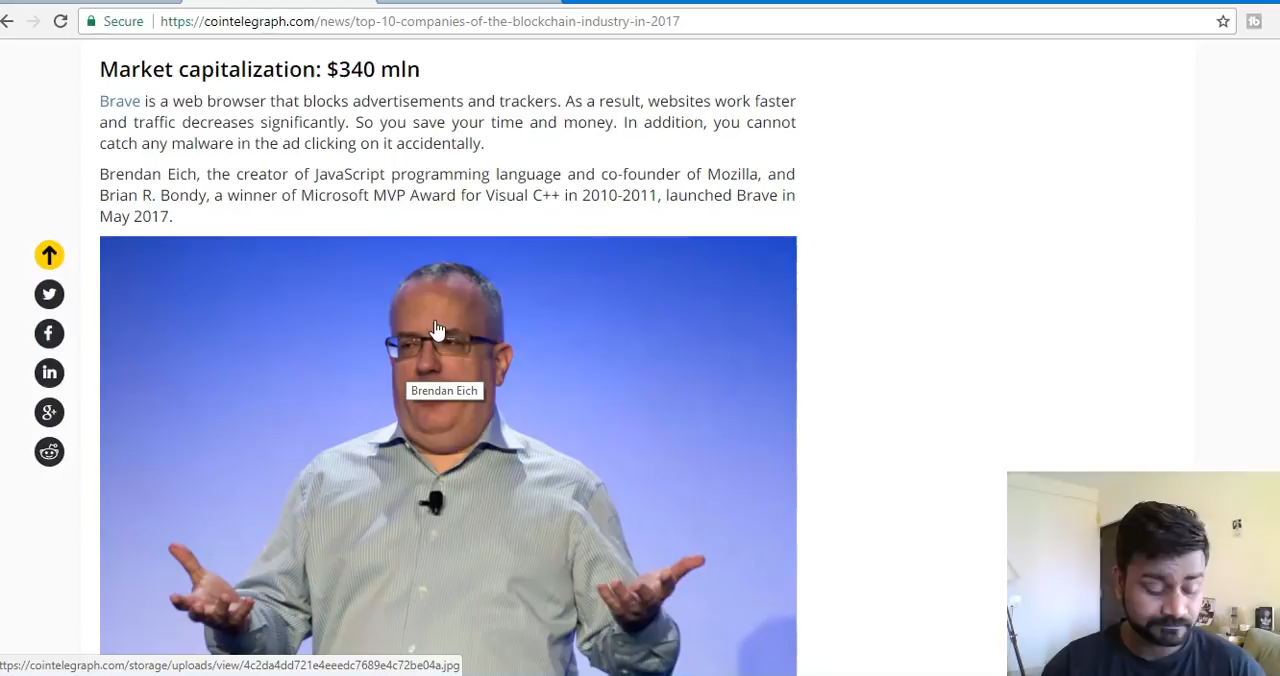 Secure https://cointelegraph.com/news/top-10-companies-of-the-blockchain-industry-in-2017
Market capitalization: $340 mln
Brave is a web browser that blocks advertisements and trackers. As a result, websites work faster
and traffic decreases significantly. So you save your time and money. In addition, you cannot
catch any malware in the ad clicking on it accidentally.
Brendan Eich, the creator of JavaScript programming language and co-founder of Mozilla, and
Brian R. Bondy, a winner of Microsoft MVP Award for Visual C++ in 2010-2011, launched Brave in
May 2017.
Brendan Eich
ttps://cointelegraph.com/storage/uploads/view/4c2da4dd721e4eeedc7689e4c72be04a.jpg